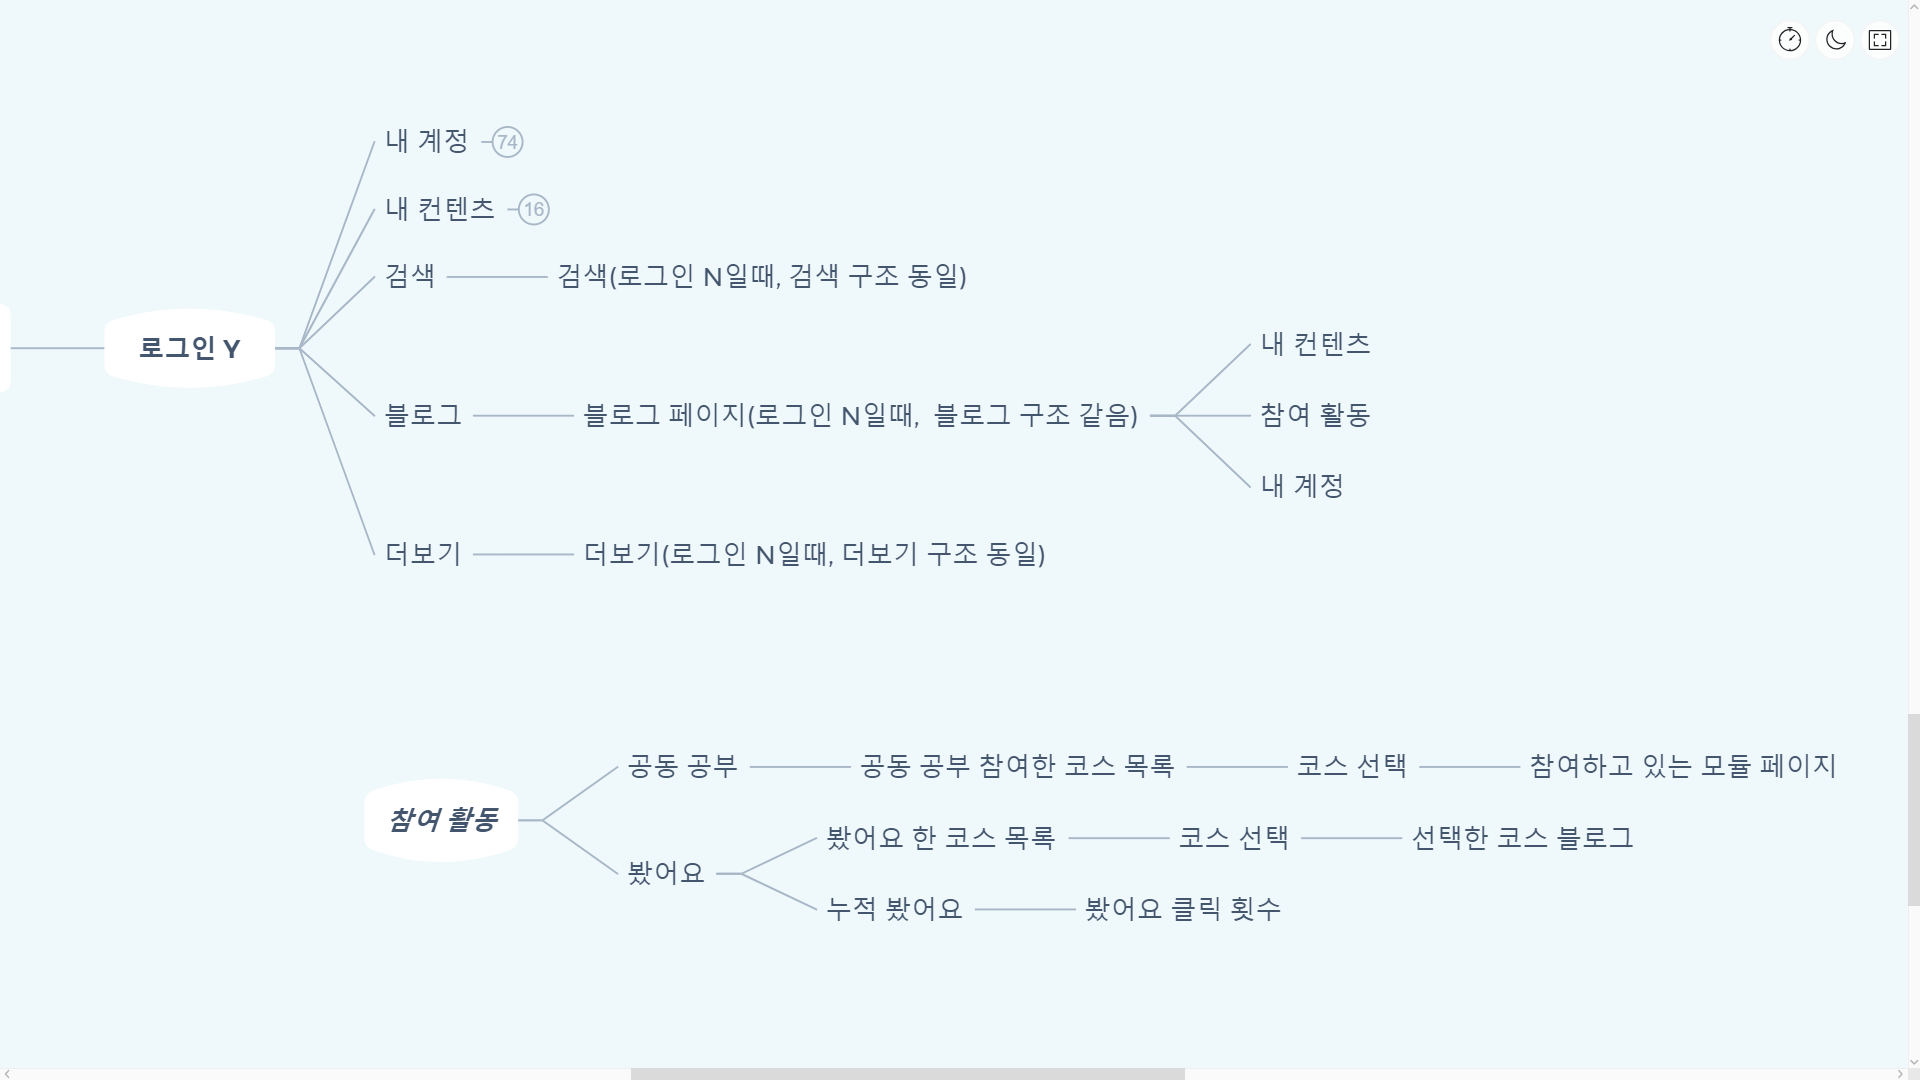 내 계정 74
내 컨텐츠 16
검색 검색(로그인 N일때, 검색 구조 동일)
로그인 Y
블로그 블로그 페이지(로그인 N일때,  블로그 구조 같음)
내 컨텐츠
참여 활동
내 계정
더보기 더보기(로그인 N일때, 더보기 구조 동일)
참여 활동
공동 공부 공동 공부 참여한 코스 목록 코스 선택 참여하고 있는 모듈 페이지
봤어요
봤어요 한 코스 목록 코스 선택 선택한 코스 블로그
누적 봤어요 봤어요 클릭 횟수